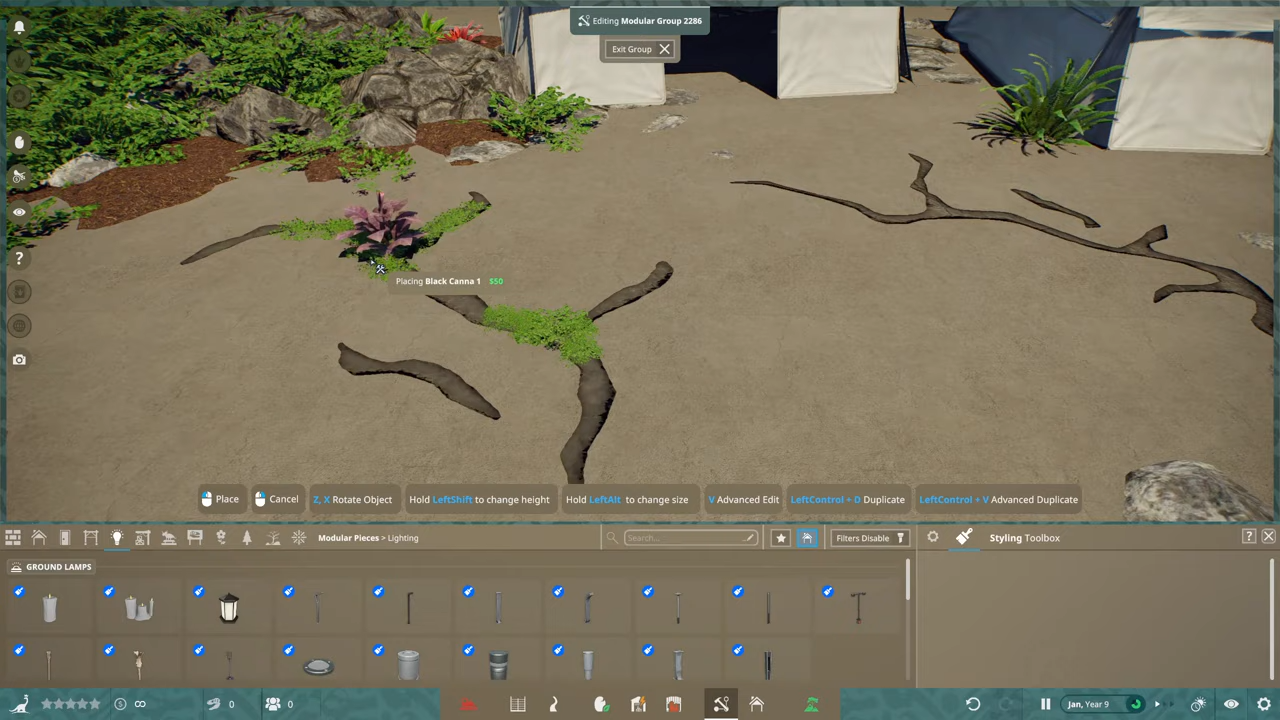 Editing Modular Group 2286
Exit Group
Placing Black Canna 1 $50
Place
Cancel
Z, X Rotate Object
Hold LeftShift to change height
Hold LeftAlt to change size
V Advanced Edit
LeftControl + D Duplicate
LeftControl + V Advanced Duplicate
Modular Pieces > Lighting
Search...
Filters Disable
Styling Toolbox
?
GROUND LAMPS
?
∞
0
0
Jan, Year 9